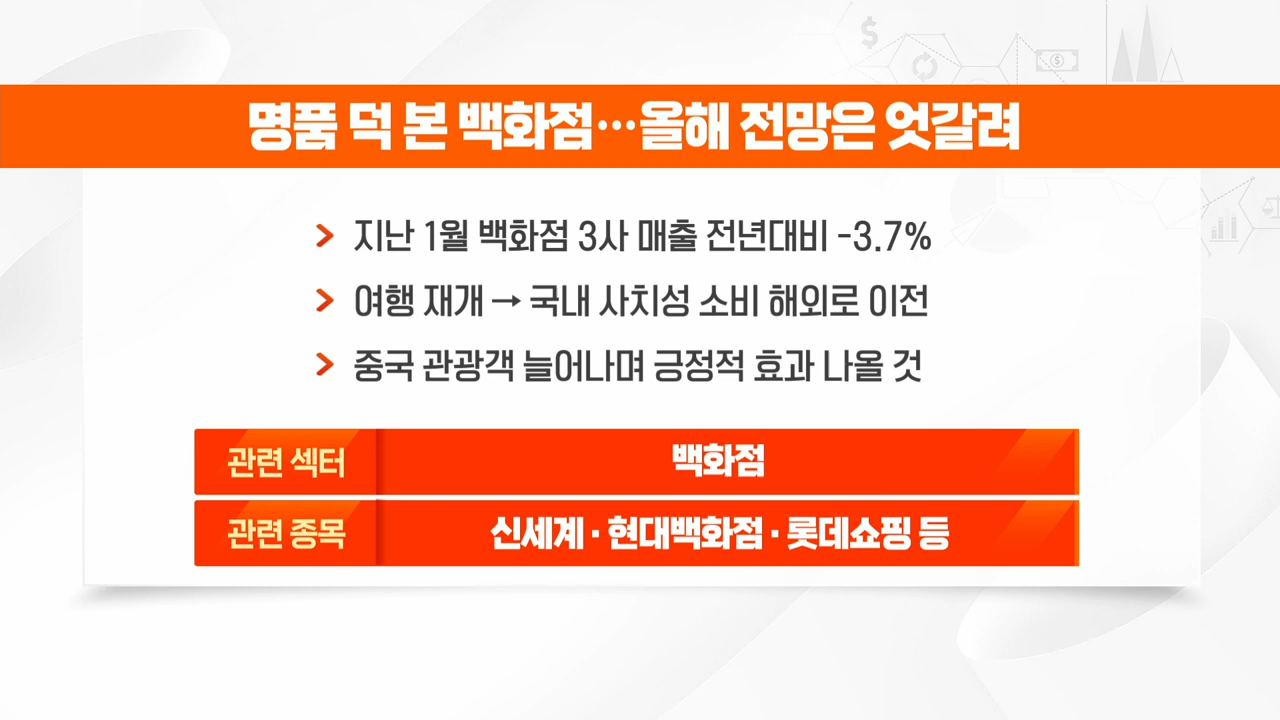 명품 덕 본 백화점…올해 전망은 엇갈려
지난 1월 백화점 3사 매출 전년대비 -3.7%
여행 재개 → 국내 사치성 소비 해외로 이전
중국 관광객 늘어나며 긍정적 효과 나올 것
관련 섹터 백화점
관련 종목 신세계·현대백화점·롯데쇼핑 등